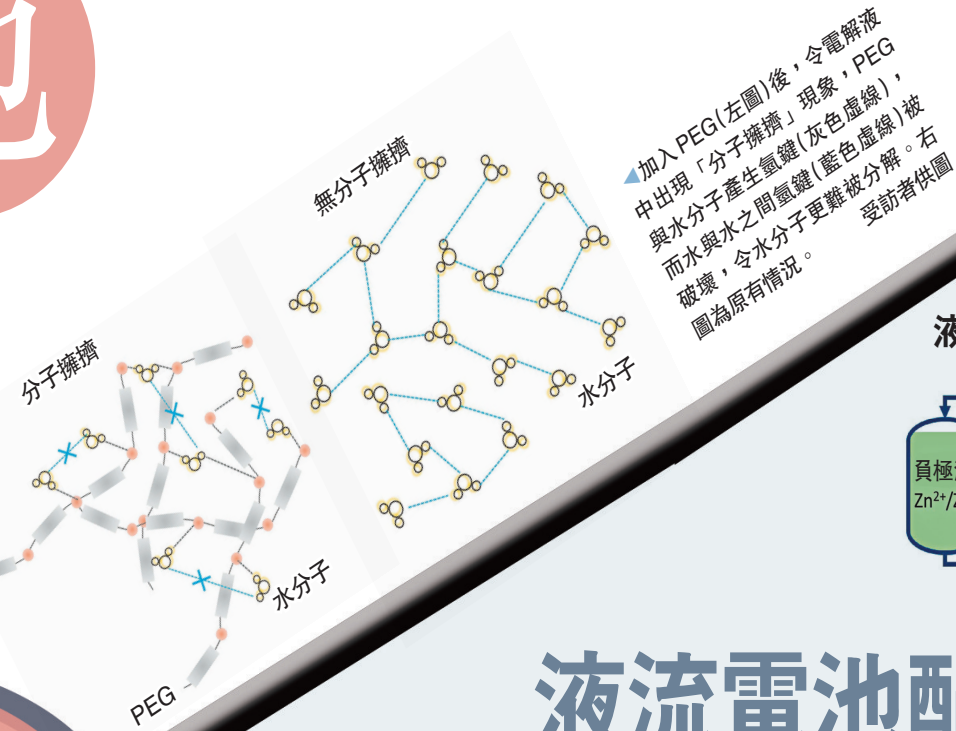 無分子擁擠
水分子
分子擁擠
水分子
PEG
◀加入PEG(左圖)後，令電解液
中出現「分子擁擠」現象，PEG
與水分子產生氫鍵(灰色虛線)，
而水與水之間氫鍵(藍色虛線)被
破壞，令水分子更難被分解。右
圖為原有情況。 受訪者供圖
液
負極
Zn²⁺/
液流電池